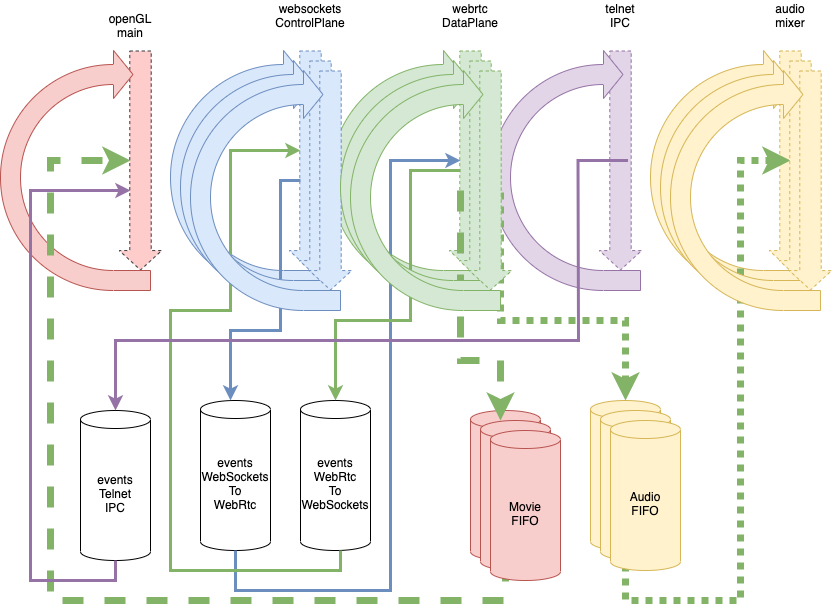 openGL
main
websockets
ControlPlane
webrtc
DataPlane
telnet
IPC
audio
mixer
events
Telnet
IPC
events
WebSockets
To
WebRtc
events
WebRtc
To
WebSockets
Movie
FIFO
Audio
FIFO